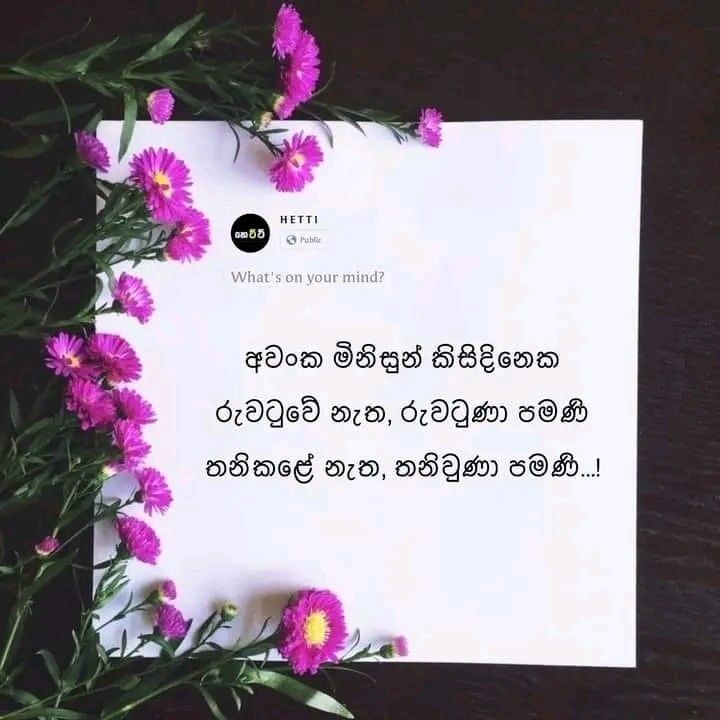 HETTI
හෙට්ටි
Public
What's on your mind?
අවංක මිනිසුන් කිසිදිනෙක
රුවටුවේ නැත, රුවටුණා පමණි
තනිකළේ නැත, තනිවුණා පමණි...!